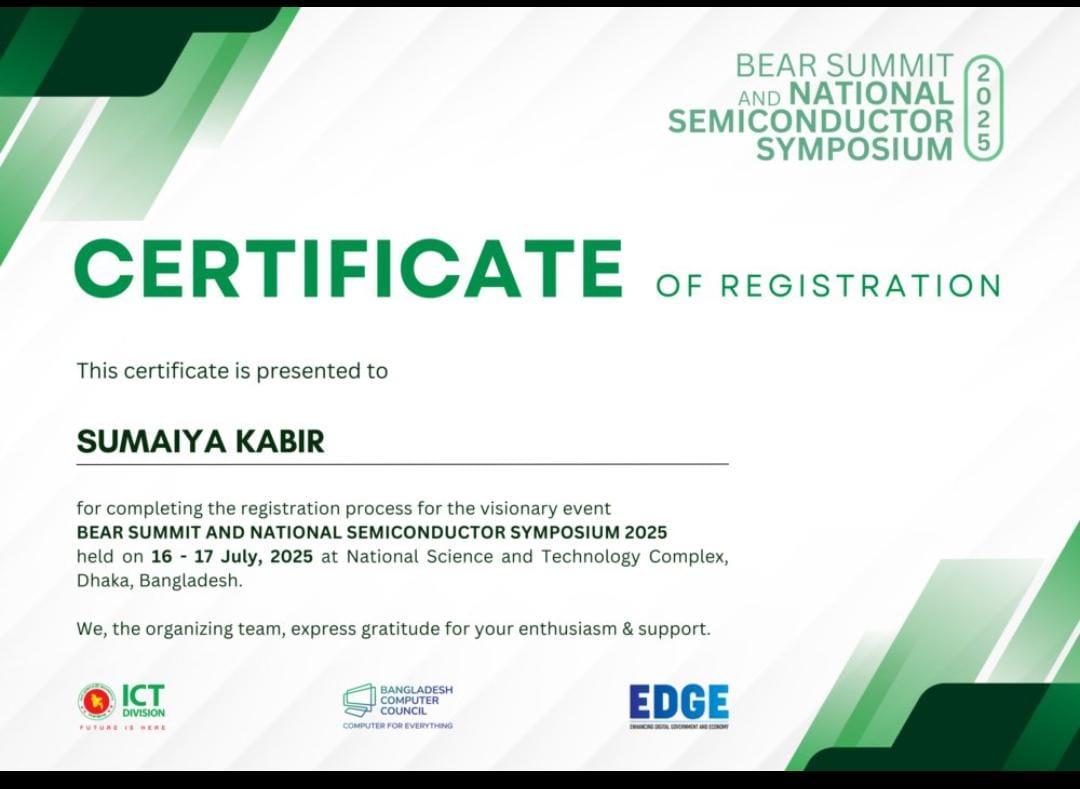 BEAR SUMMIT
AND NATIONAL
SEMICONDUCTOR
SYMPOSIUM
2025
CERTIFICATE OF REGISTRATION
This certificate is presented to
SUMAIYA KABIR
for completing the registration process for the visionary event
BEAR SUMMIT AND NATIONAL SEMICONDUCTOR SYMPOSIUM 2025
held on 16 - 17 July, 2025 at National Science and Technology Complex,
Dhaka, Bangladesh.
We, the organizing team, express gratitude for your enthusiasm & support.
ICT
DIVISION
FUTURE IS HERE
BANGLADESH
COMPUTER
COUNCIL
COMPUTER FOR EVERYTHING
EDGE
ENHANCING DIGITAL GOVERNMENT AND ECONOMY